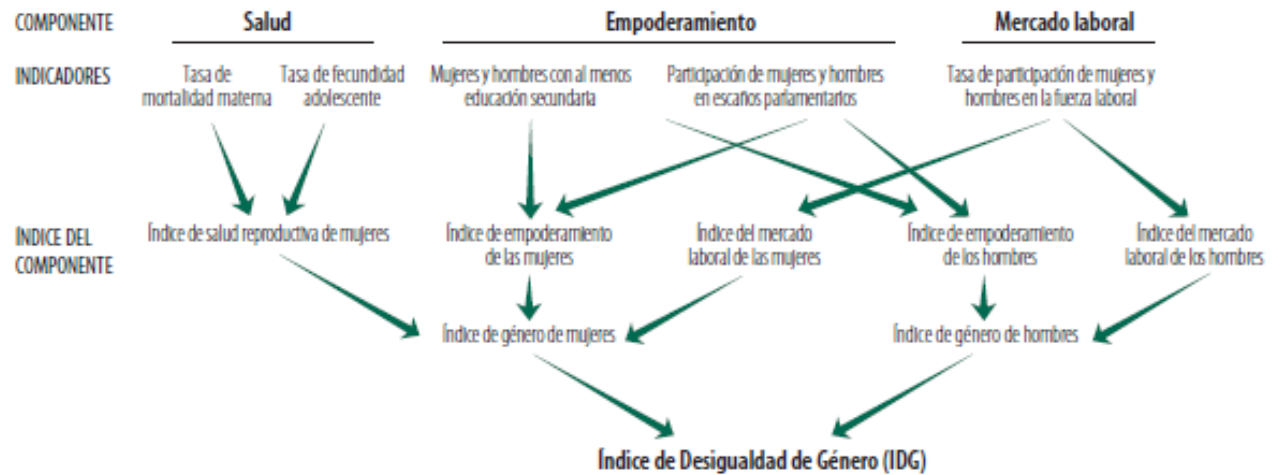 COMPONENTE Salud Empoderamiento Mercado laboral
INDICADORES
Tasa de
mortalidad materna
Tasa de fecundidad
adolescente
Mujeres y hombres con al menos
educación secundaria
Participación de mujeres y hombres
en escaños parlamentarios
Tasa de participación de mujeres y
hombres en la fuerza laboral
ÍNDICE DEL
COMPONENTE
Índice de salud reproductiva de mujeres
Índice de empoderamiento
de las mujeres
Índice del mercado
laboral de las mujeres
Índice de empoderamiento
de los hombres
Índice del mercado
laboral de los hombres
Índice de género de mujeres
Índice de género de hombres
Índice de Desigualdad de Género (IDG)